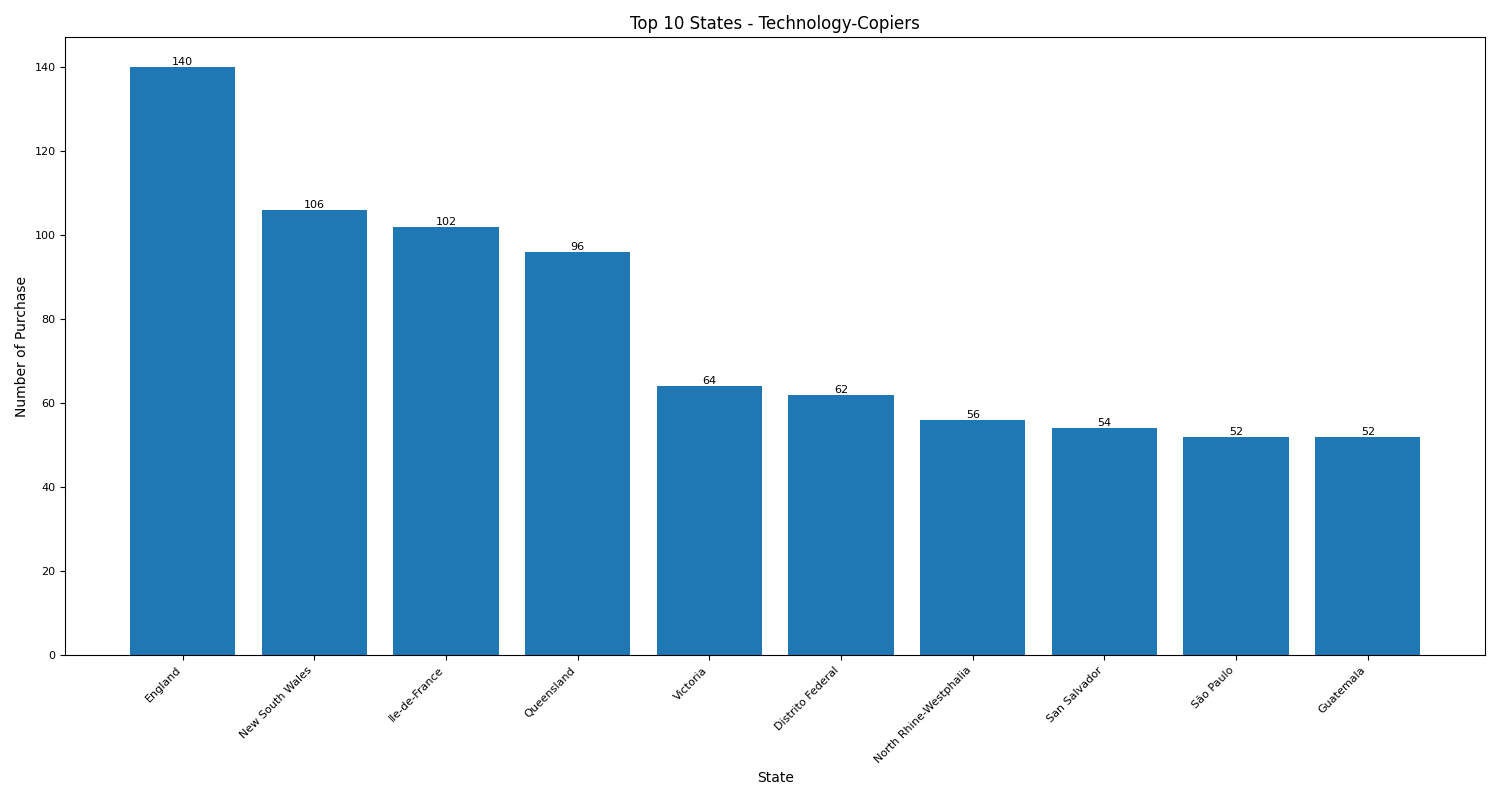 Top 10 States - Technology-Copiers
Number of Purchase
140
120
100
80
60
40
20
0
140
106
102
96
64
62
56
54
52
52
England
New South Wales
Ile-de-France
Queensland
Victoria
Distrito Federal
North Rhine-Westphalia
San Salvador
São Paulo
Guatemala
State